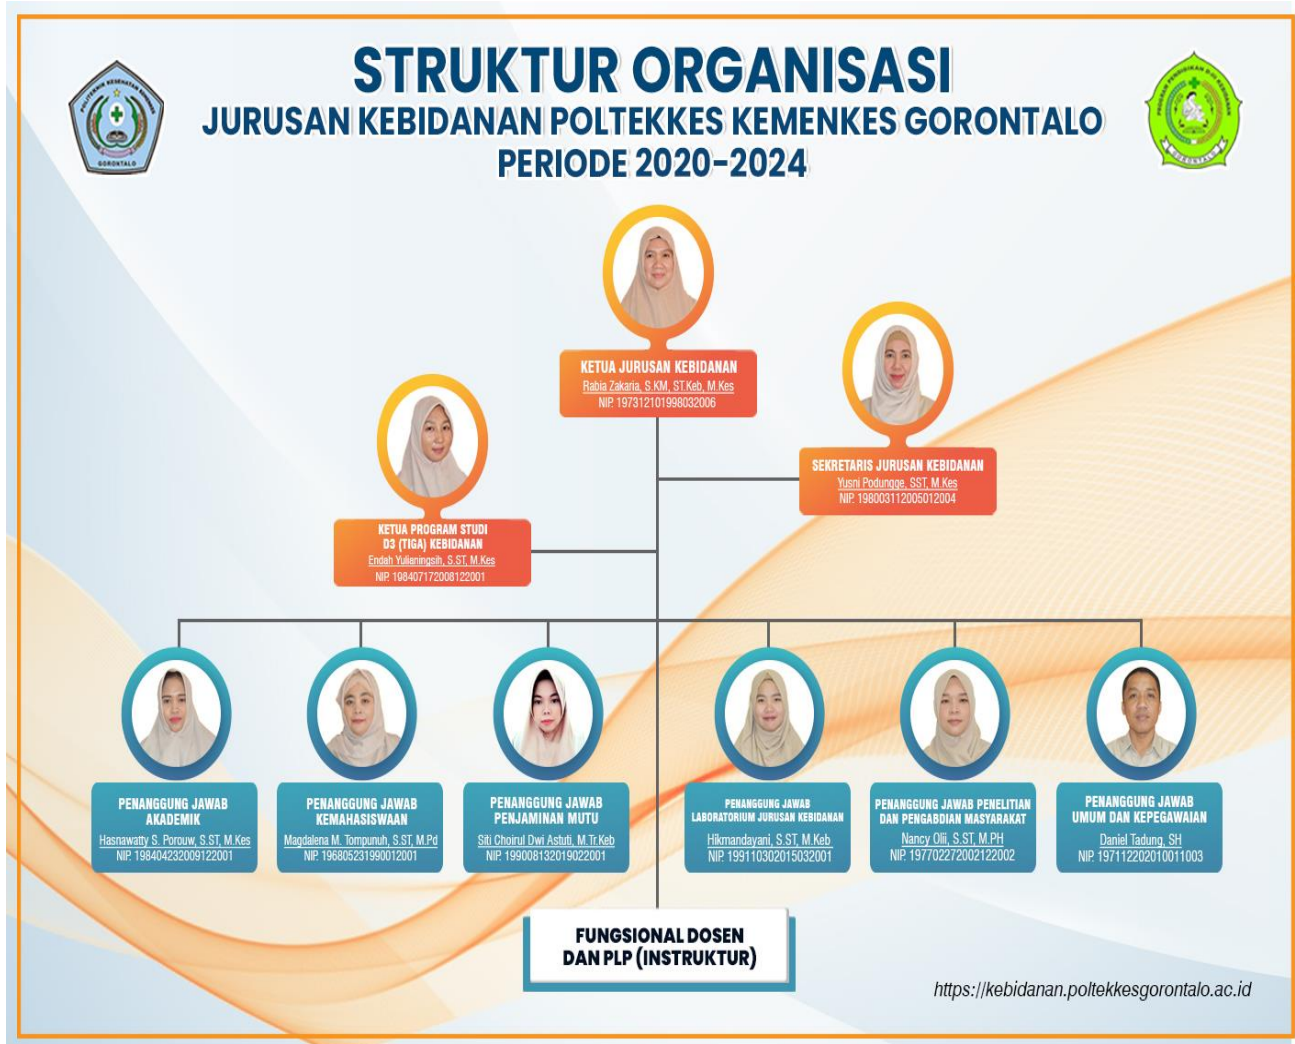 STRUKTUR ORGANISASI
JURUSAN KEBIDANAN POLTEKKES KEMENKES GORONTALO
PERIODE 2020-2024
GORONTALO
GORONTALO
KETUA JURUSAN KEBIDANAN
Rabia Zakaria, S.KM, ST.Keb, M.Kes
NIP. 197312101998032006
SEKRETARIS JURUSAN KEBIDANAN
Yusni Podungge, SST, M.Kes
NIP. 198003112005012004
KETUA PROGRAM STUDI
D3 (TIGA) KEBIDANAN
Endah Yulianingsih, S.ST, M.Kes
NIP. 198407172008122001
PENANGGUNG JAWAB
AKADEMIK
Hasnawatty S. Porouw, S.ST, M.Kes
NIP. 198404232009122001
PENANGGUNG JAWAB
KEMAHASISWAAN
Magdalena M. Tompunuh, S.ST, M.Pd
NIP. 196805231990012001
PENANGGUNG JAWAB
PENJAMINAN MUTU
Siti Choirul Dwi Astuti, M.Tr.Keb
NIP. 199008132019022001
PENANGGUNG JAWAB
LABORATORIUM JURUSAN KEBIDANAN
Hikmandayani, S.ST, M.Keb
NIP. 199110302015032001
PENANGGUNG JAWAB PENELITIAN
DAN PENGABDIAN MASYARAKAT
Nancy Olii, S.ST, M.PH
NIP. 197702272002122002
PENANGGUNG JAWAB
UMUM DAN KEPEGAWAIAN
Daniel Tadung, SH
NIP. 197112202010011003
FUNGSIONAL DOSEN
DAN PLP (INSTRUKTUR)
https://kebidanan.poltekkesgorontalo.ac.id